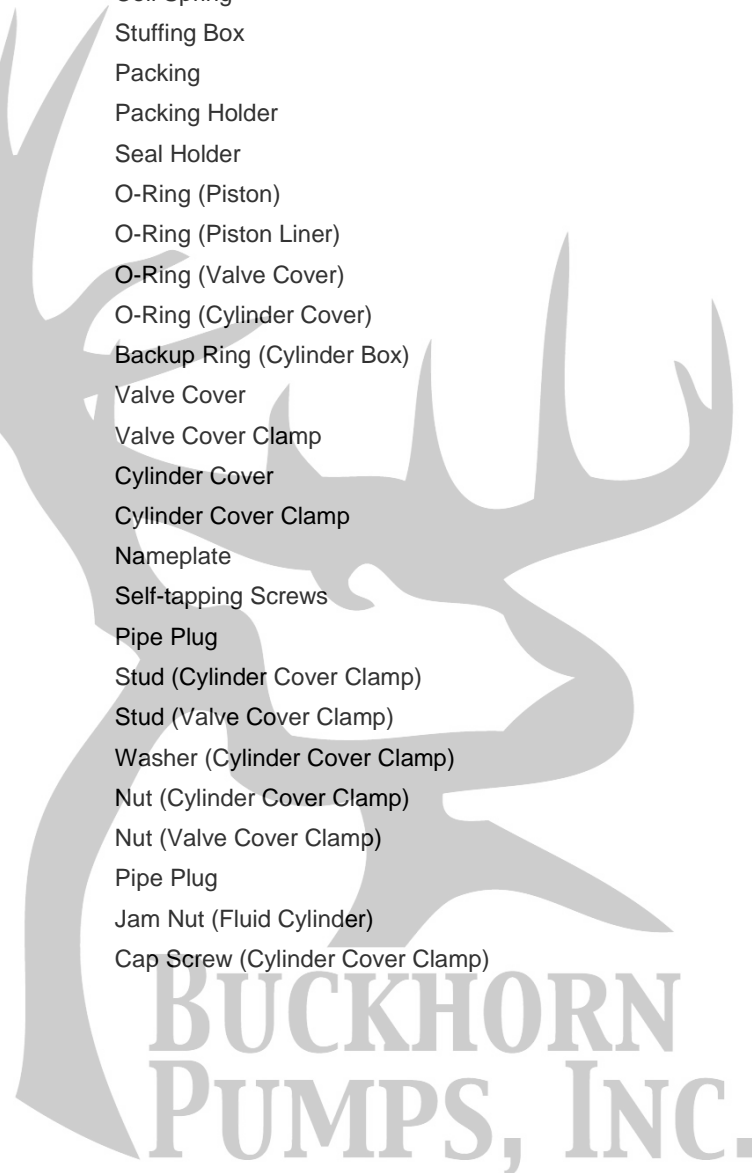 Stuffing Box
Packing
Packing Holder
Seal Holder
O-Ring (Piston)
O-Ring (Piston Liner)
O-Ring (Valve Cover)
O-Ring (Cylinder Cover)
Backup Ring (Cylinder Box)
Valve Cover
Valve Cover Clamp
Cylinder Cover
Cylinder Cover Clamp
Nameplate
Self-tapping Screws
Pipe Plug
Stud (Cylinder Cover Clamp)
Stud (Valve Cover Clamp)
Washer (Cylinder Cover Clamp)
Nut (Cylinder Cover Clamp)
Nut (Valve Cover Clamp)
Pipe Plug
Jam Nut (Fluid Cylinder)
Cap Screw (Cylinder Cover Clamp)
BUCKHORN
PUMPS, INC.